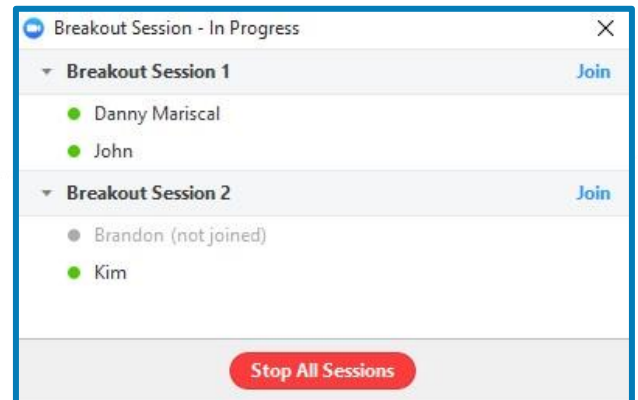 Breakout Session - In Progress
Breakout Session 1 Join
Danny Mariscal
John
Breakout Session 2 Join
Brandon (not joined)
Kim
Stop All Sessions